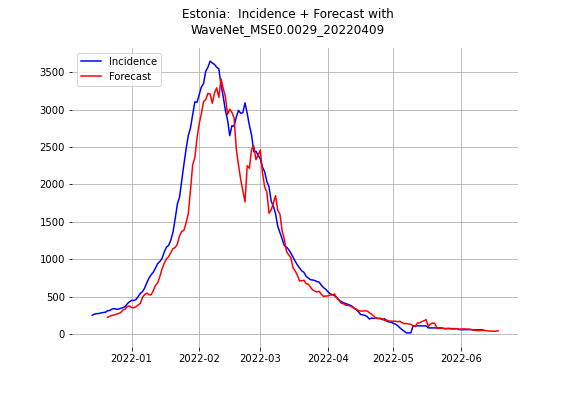 Estonia:  Incidence + Forecast with
WaveNet_MSE0.0029_20220409
Incidence
Forecast
3500
3000
2500
2000
1500
1000
500
0
2022-01 2022-02 2022-03 2022-04 2022-05 2022-06